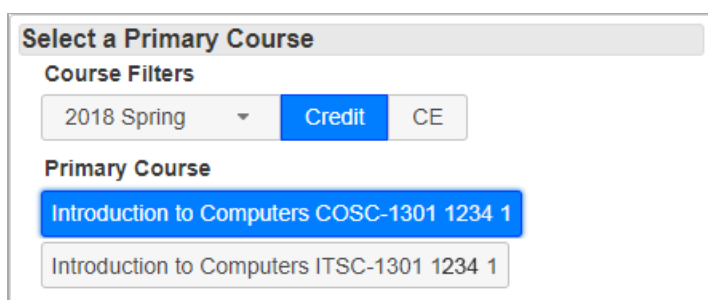 Select a Primary Course
Course Filters
2018 Spring Credit CE
Primary Course
Introduction to Computers COSC-1301 1234 1
Introduction to Computers ITSC-1301 1234 1